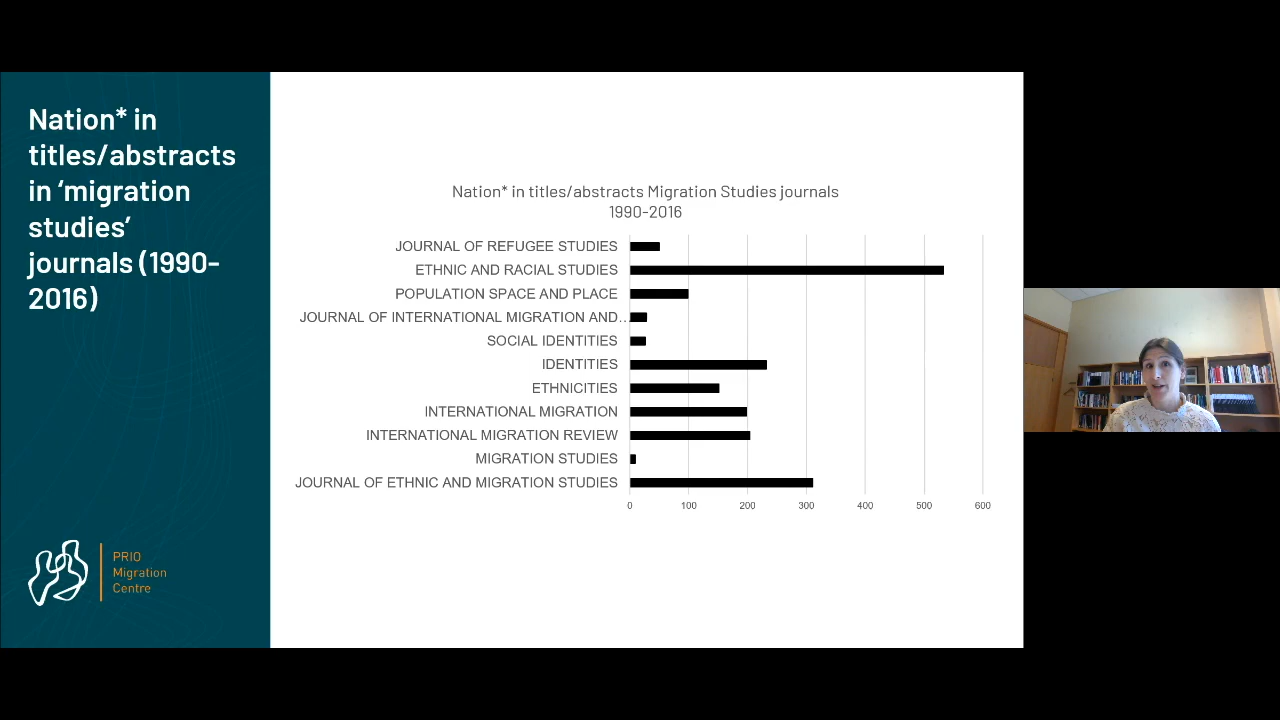 Nation* in
titles/abstracts
in ‘migration
studies’
journals (1990-
2016)
Nation* in titles/abstracts Migration Studies journals
1990-2016
JOURNAL OF REFUGEE STUDIES
ETHNIC AND RACIAL STUDIES
POPULATION SPACE AND PLACE
JOURNAL OF INTERNATIONAL MIGRATION AND…
SOCIAL IDENTITIES
IDENTITIES
ETHNICITIES
INTERNATIONAL MIGRATION
INTERNATIONAL MIGRATION REVIEW
MIGRATION STUDIES
JOURNAL OF ETHNIC AND MIGRATION STUDIES
0 100 200 300 400 500 600
PRIO
Migration
Centre